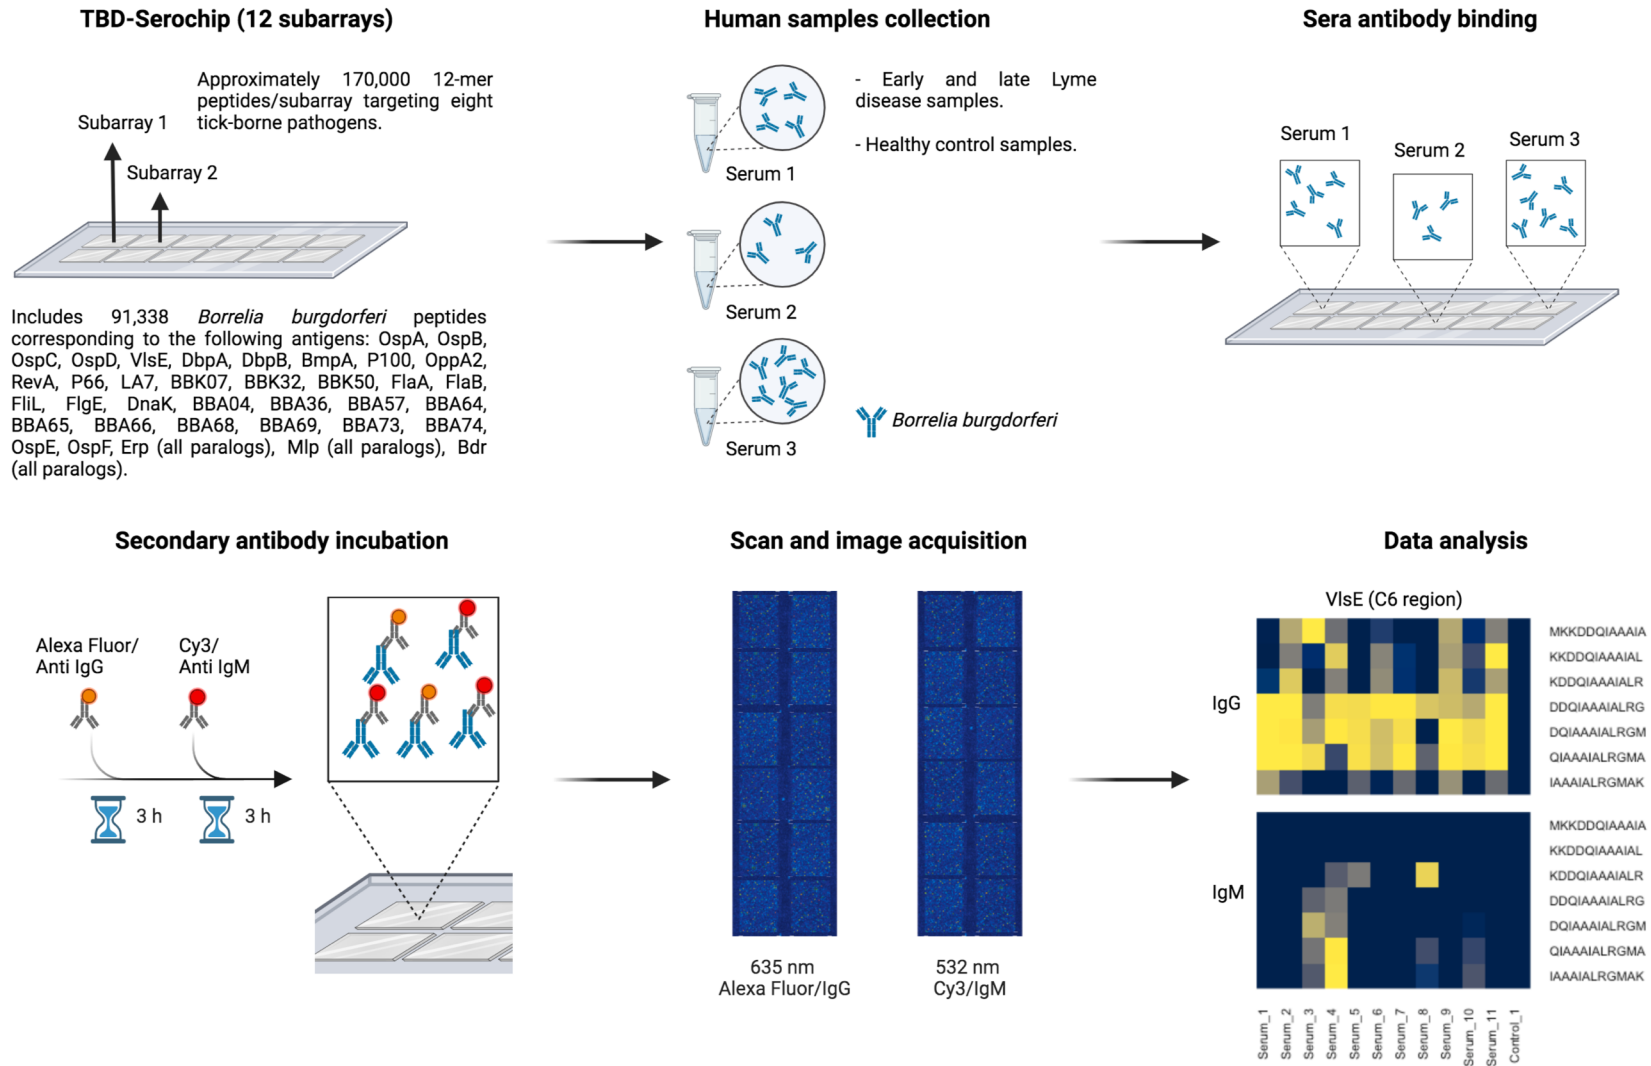 TBD-Serochip (12 subarrays)
Approximately 170,000 12-mer
peptides/subarray targeting eight
tick-borne pathogens.
Subarray 1
Subarray 2
Includes 91,338 Borrelia burgdorferi peptides
corresponding to the following antigens: OspA, OspB,
OspC, OspD, VlsE, DbpA, DbpB, BmpA, P100, OppA2,
RevA, P66, LA7, BBK07, BBK32, BBK50, FlaA, FlaB,
FliL, FlgE, DnaK, BBA04, BBA36, BBA57, BBA64,
BBA65, BBA66, BBA68, BBA69, BBA73, BBA74,
OspE, OspF, Erp (all paralogs), Mlp (all paralogs), Bdr
(all paralogs).
Human samples collection
- Early and late Lyme
disease samples.
- Healthy control samples.
Serum 1
Serum 2
Serum 3
Borrelia burgdorferi
Sera antibody binding
Serum 1
Serum 2
Serum 3
Secondary antibody incubation
Alexa Fluor/
Anti IgG
Cy3/
Anti IgM
3 h
3 h
Scan and image acquisition
635 nm
Alexa Fluor/IgG
532 nm
Cy3/IgM
Data analysis
VlsE (C6 region)
IgG
MKKDDQIAAAIA
KKDDQIAAAIAL
KDDQIAAAIALR
DDQIAAAIALRG
DQIAAAIALRGM
QIAAAIALRGMA
IAAAIALRGMAK
IgM
MKKDDQIAAAIA
KKDDQIAAAIAL
KDDQIAAAIALR
DDQIAAAIALRG
DQIAAAIALRGM
QIAAAIALRGMA
IAAAIALRGMAK
Serum_1
Serum_2
Serum_3
Serum_4
Serum_5
Serum_6
Serum_7
Serum_8
Serum_9
Serum_10
Serum_11
Control_1